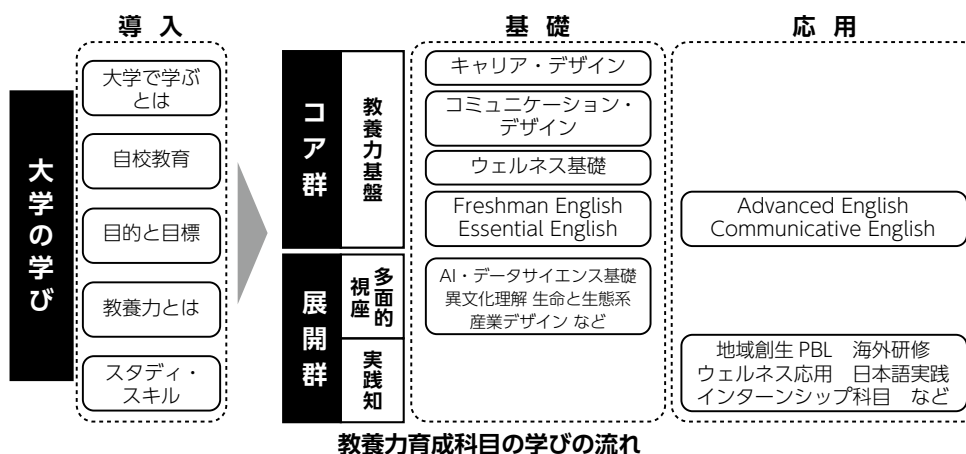 導入
大学の学び
大学で学ぶ
とは
自校教育
目的と目標
教養力とは
スタディ・
スキル
基礎
応用
コア群
教養力基盤
キャリア・デザイン
コミュニケーション・
デザイン
ウェルネス基礎
Freshman English
Essential English
Advanced English
Communicative English
展開群
多面的
視座
AI・データサイエンス基礎
異文化理解 生命と生態系
産業デザイン など
実践知
地域創生 PBL 海外研修
ウェルネス応用 日本語実践
インターンシップ科目 など
教養力育成科目の学びの流れ